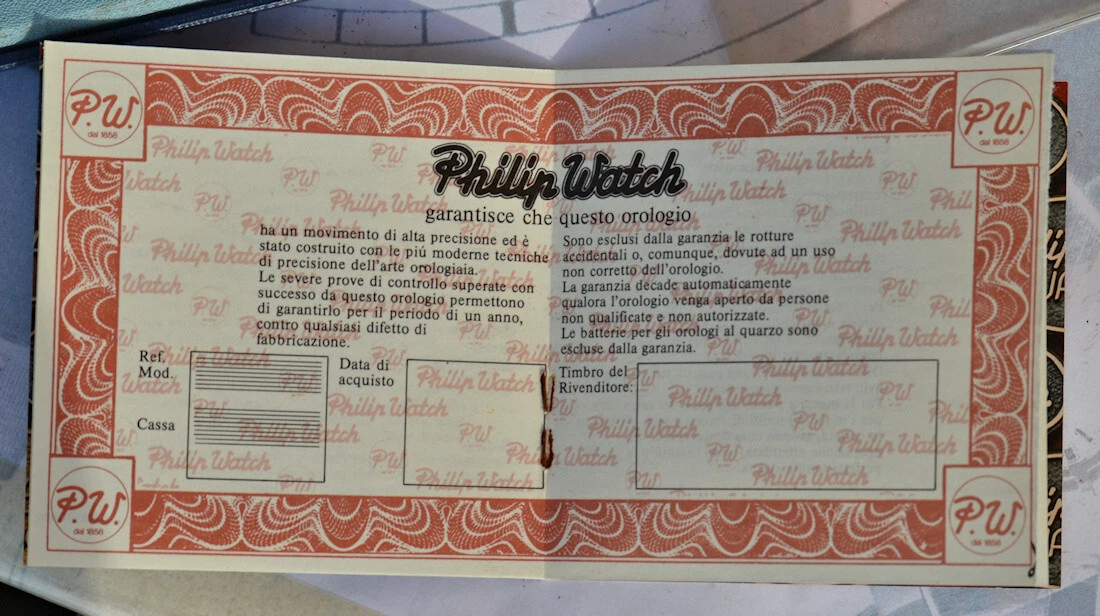 P.W.
dal 1858
P.W.
dal 1858
Philip Watch
garantisce che questo orologio
ha un movimento di alta precisione ed è
stato costruito con le piú moderne tecniche
di precisione dell'arte orologiaia.
Le severe prove di controllo superate con
successo da questo orologio permettono
di garantirlo per il periodo di un anno,
contro qualsiasi difetto di
fabbricazione.
Sono esclusi dalla garanzia le rotture
accidentali o, comunque, dovute ad un uso
non corretto dell'orologio.
La garanzia decade automaticamente
qualora l'orologio venga aperto da persone
non qualificate e non autorizzate.
Le batterie per gli orologi al quarzo sono
escluse dalla garanzia.
Ref.
Mod.
Cassa
Data di
acquisto
Timbro del
Rivenditore:
P.W.
dal 1858
P.W.
dal 1858